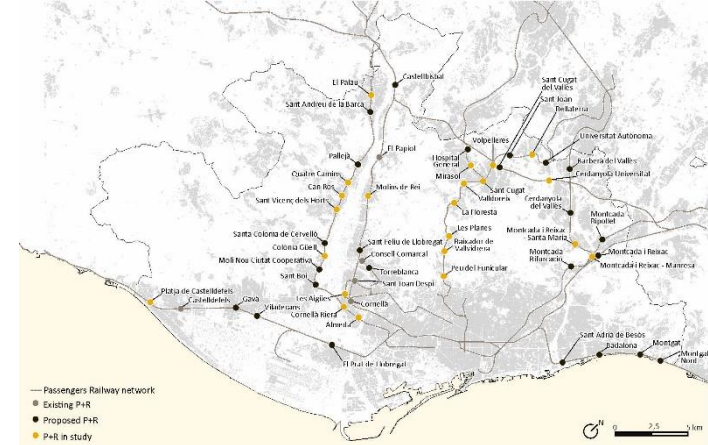 El Palau
Castellbisbal
Sant Andreu de la Barca
Sant Cugat
del Vallès
Sant Joan
Bellaterra
Volpelleres
Universitat Autònoma
El Papiol
Pallejà
Hospital
General
Barberà del Vallès
Mirasol
Cerdanyola Universitat
Quatre Camins
Can Ros
Molins de Rei
Sant Cugat
Valldoreix
Sant Vicenç dels Horts
La Floresta
Cerdanyola
del Vallès
Montcada
Ripollet
Santa Coloma de Cervelló
Les Planes
Montcada i Reixac -
Santa Maria
Colònia Güell
Sant Feliu de Llobregat
Baixador de
Vallvidrera
Montcada i Reixac
Consell Comarcal
Montcada
Bifurcació
Molí Nou Ciutat Cooperativa
Torreblanca
Montcada i Reixac - Manresa
Sant Boi
Peu del Funicular
Sant Joan Despí
Platja de Castelldefels
Les Aigües
Castelldefels
Gavà
Cornellà
Viladecans
Cornellà Riera
Almeda
Sant Adrià de Besòs
Badalona
Montgat
Montgat
Nord
El Prat de Llobregat
Passengers Railway network
Existing P+R
Proposed P+R
P+R in study
N
0 2,5 5 km